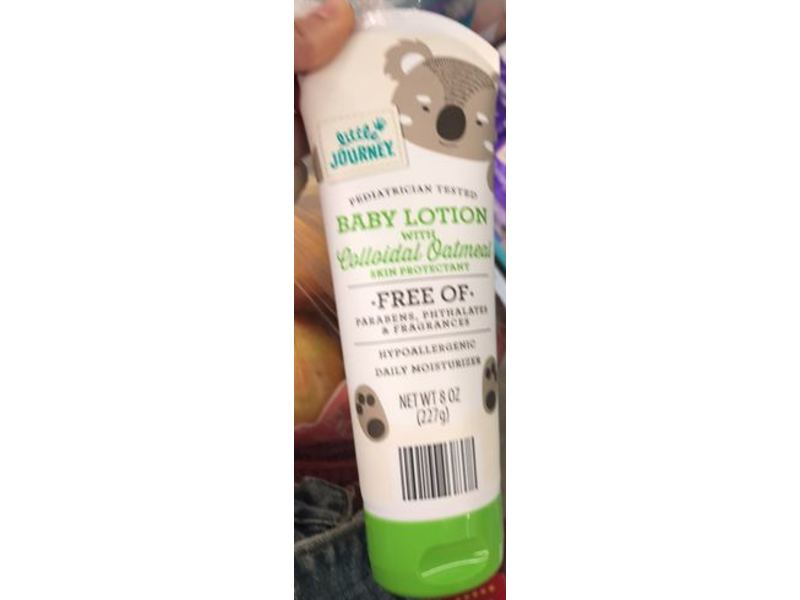 little
JOURNEY
PEDIATRICIAN TESTED
BABY LOTION
WITH
Colloidal Oatmeal
SKIN PROTECTANT
·FREE OF·
PARABENS, PHTHALATES
& FRAGRANCES
HYPOALLERGENIC
DAILY MOISTURIZER
NET WT 8 OZ
(227g)